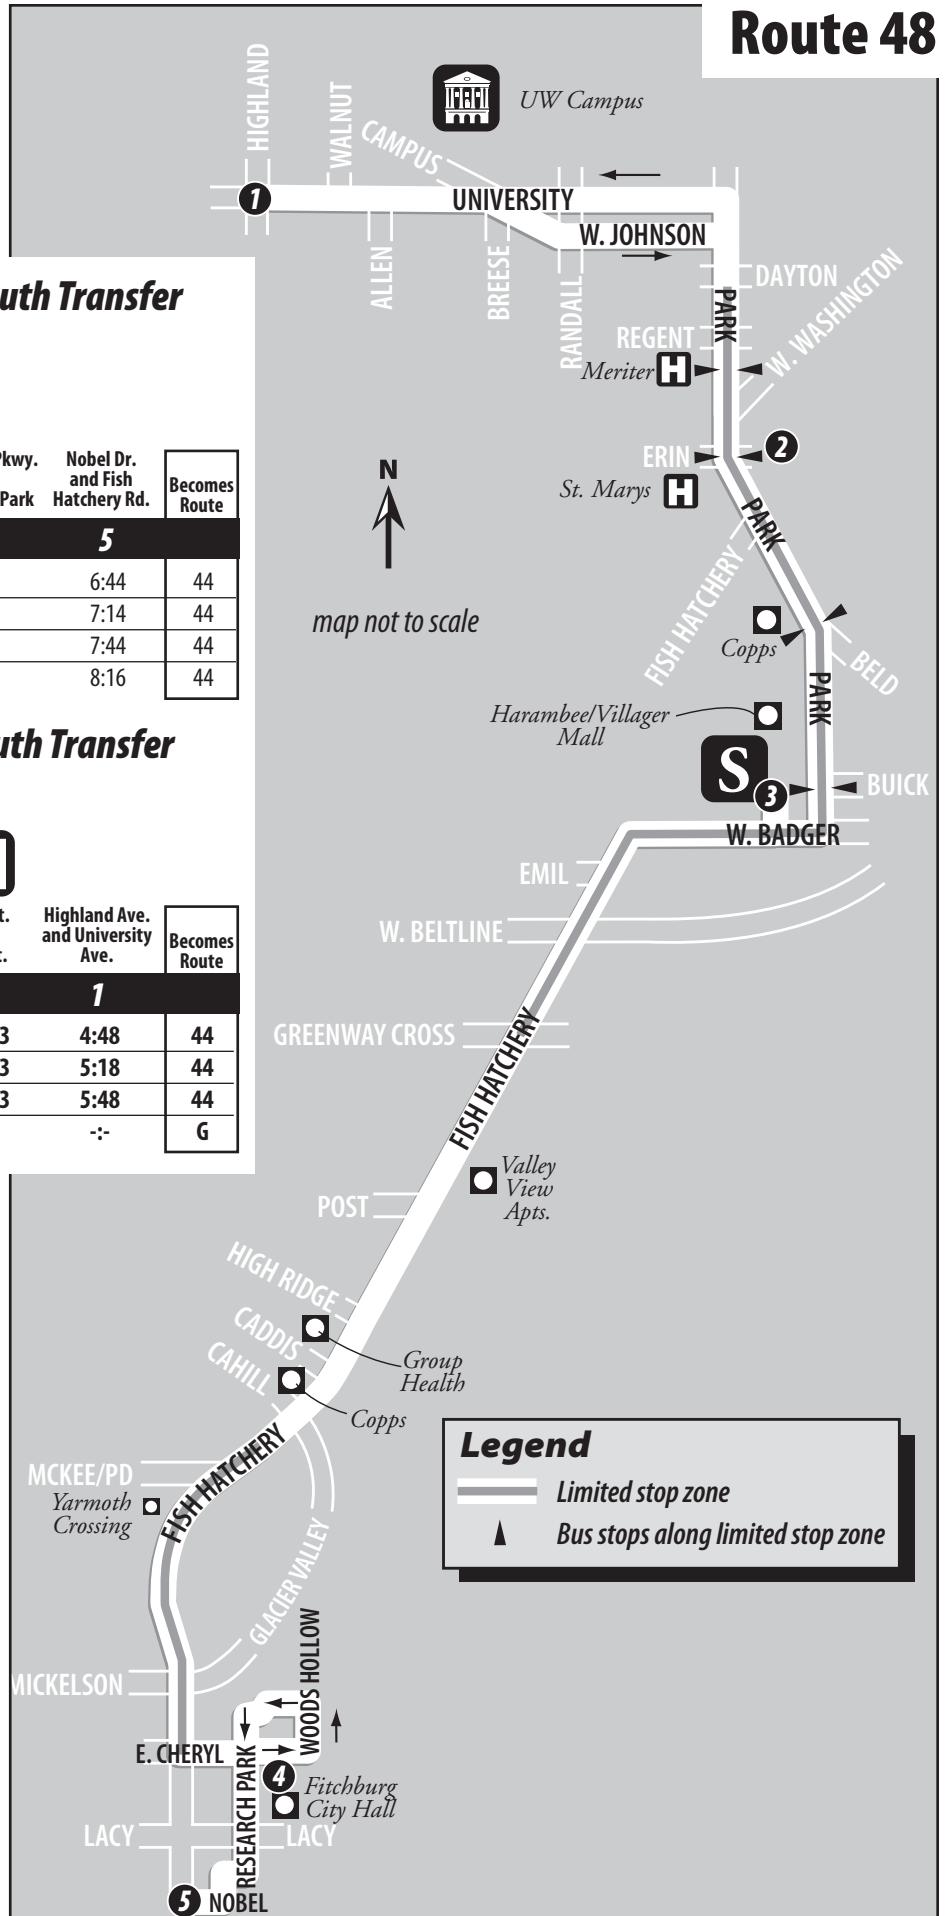 Route 48
HIGHLAND
WALNUT
CAMPUS
UW Campus
1
UNIVERSITY
W. JOHNSON
ALLEN
BREESE
RANDALL
DAYTON
PARK
W. WASHINGTON
REGENT
Meriter H
ERIN
2
St. Marys H
PARK
FISH HATCHERY
N
map not to scale
Copps
BELD
PARK
Harambee/Villager
Mall
S
3
BUICK
W. BADGER
EMIL
W. BELTLINE
GREENWAY CROSS
FISH HATCHERY
Valley
View
Apts.
POST
HIGH RIDGE
CADDIS
CAHILL
Group
Health
Copps
FISH HATCHERY
MCKEE/PD
Yarmoth
Crossing
GLACIER VALLEY
WOODS HOLLOW
MICKELSON
E. CHERYL
RESEARCH PARK
4
Fitchburg
City Hall
LACY
LACY
5
NOBEL
uth Transfer
Pkwy. Nobel Dr.
and Fish Becomes
Park Hatchery Rd. Route
5
6:44 44
7:14 44
7:44 44
8:16 44
uth Transfer
t. Highland Ave.
and University Becomes
t. Ave. Route
1
3 4:48 44
3 5:18 44
3 5:48 44
-:- G
Legend
Limited stop zone
Bus stops along limited stop zone